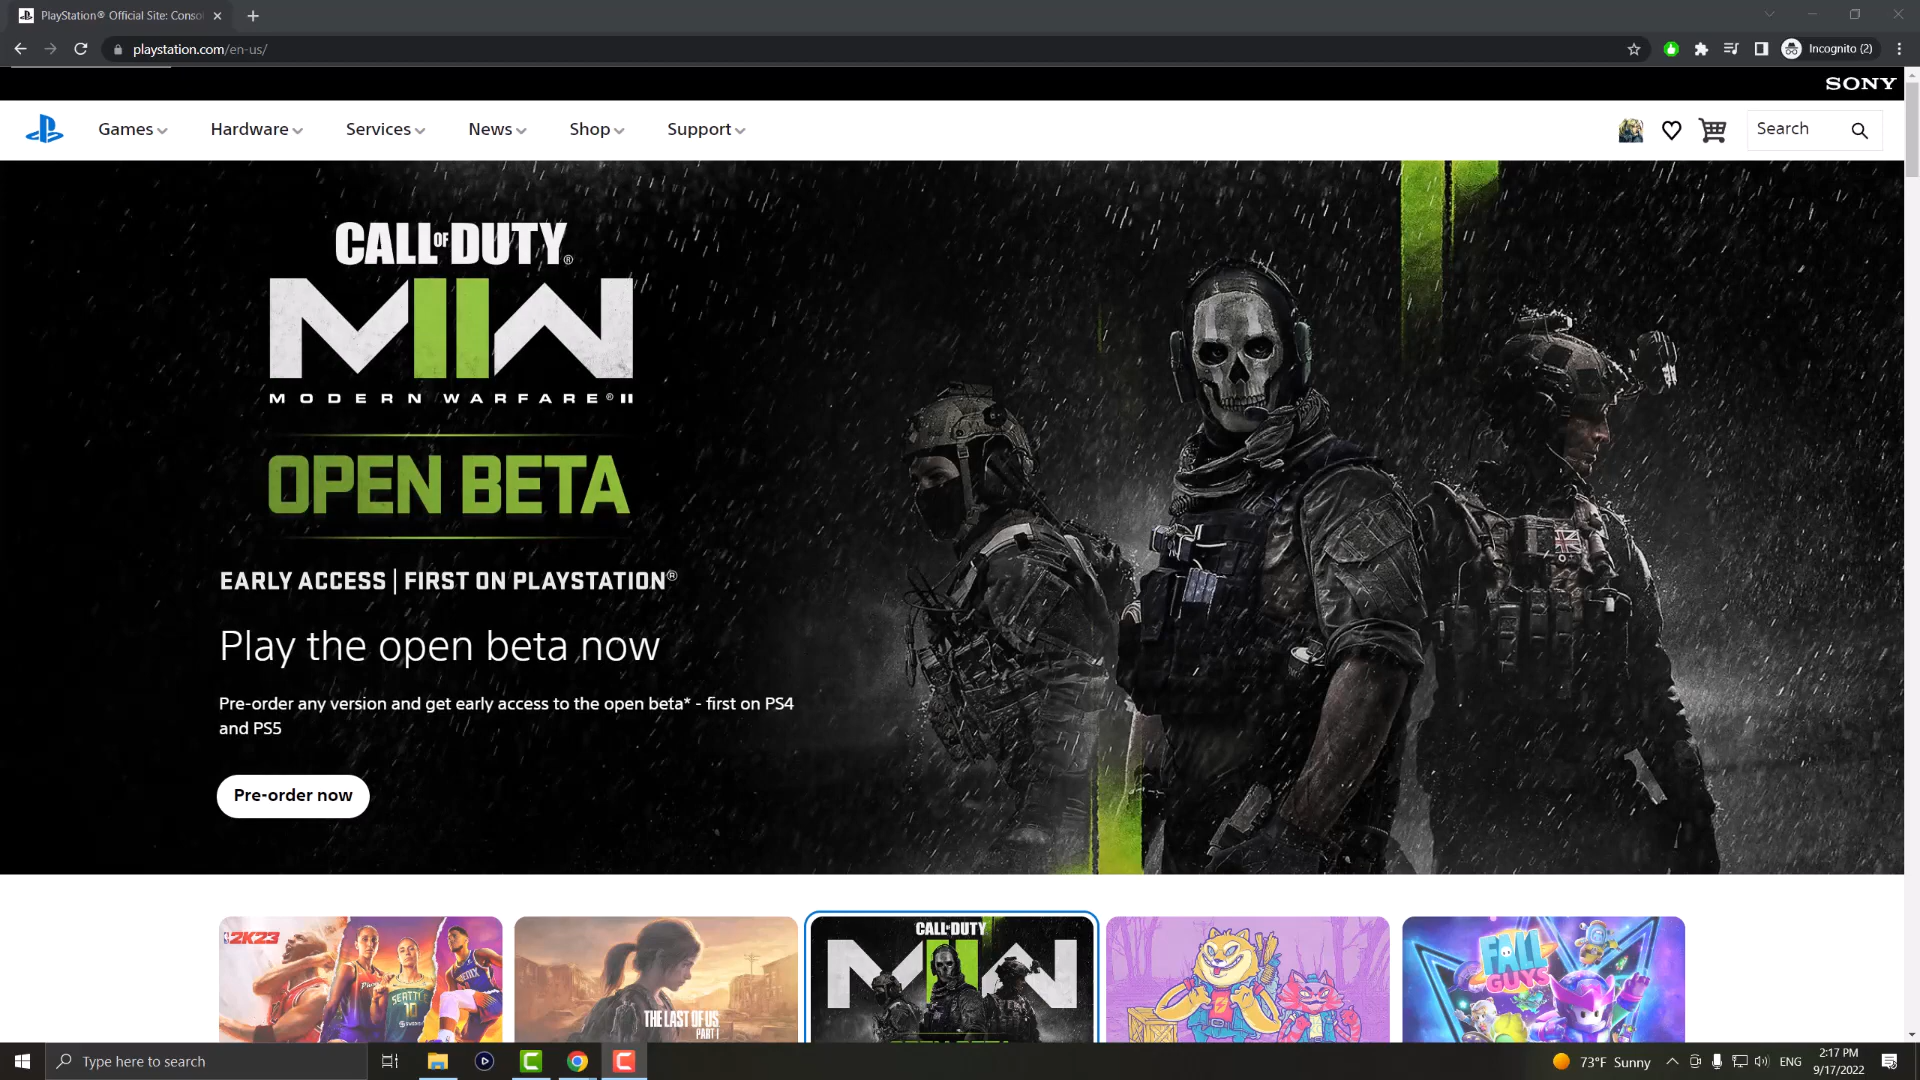 PlayStation® Official Site: Conso
playstation.com/en-us/
Incognito (2)
SONY
Games
Hardware
Services
News
Shop
Support
Search
CALL OF DUTY®
MIIW
MODERN WARFARE® II
OPEN BETA
EARLY ACCESS | FIRST ON PLAYSTATION®
Play the open beta now
Pre-order any version and get early access to the open beta* - first on PS4
and PS5
Pre-order now
2K23
SEATTLE
10
THE LAST OF US
PART I
CALL OF DUTY
MIIW
FALL
GUYS
Type here to search
73°F Sunny
ENG
2:17 PM
9/17/2022